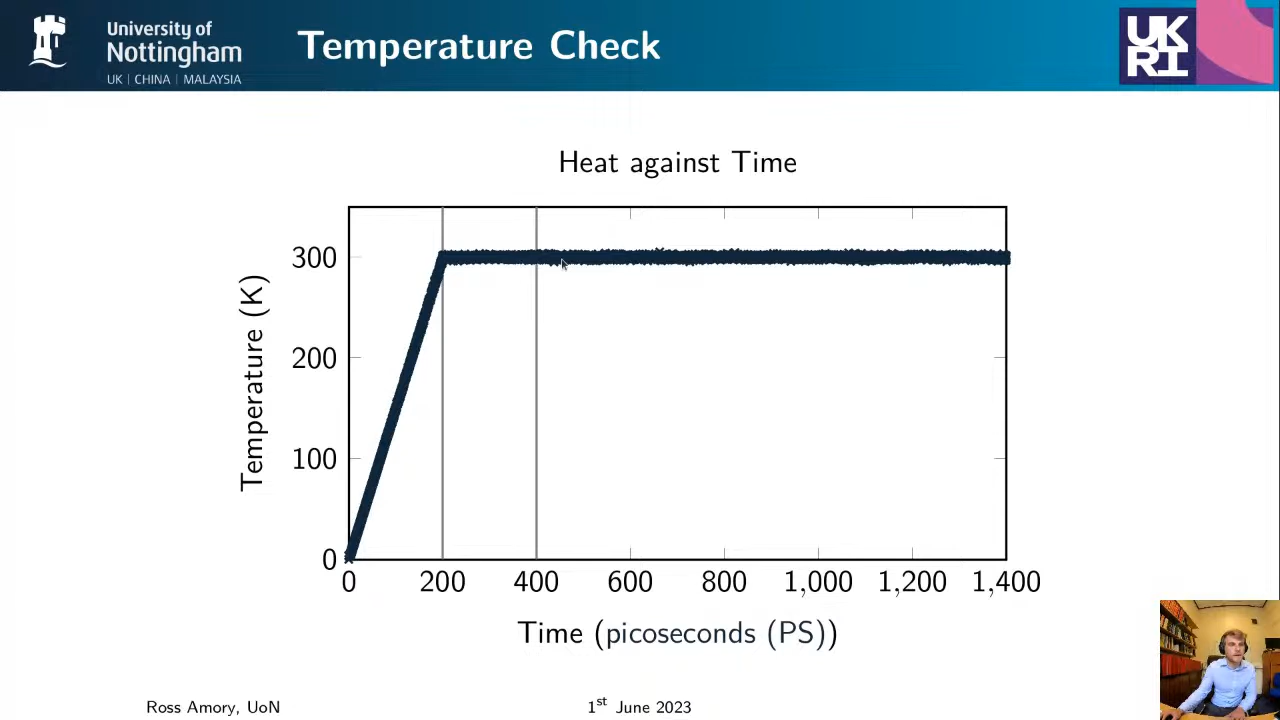 University of
Nottingham
UK | CHINA | MALAYSIA
Temperature Check
UK
RI
Heat against Time
300
200
100
0
Temperature (K)
0 200 400 600 800 1,000 1,200 1,400
Time (picoseconds (PS))
Ross Amory, UoN
1st June 2023